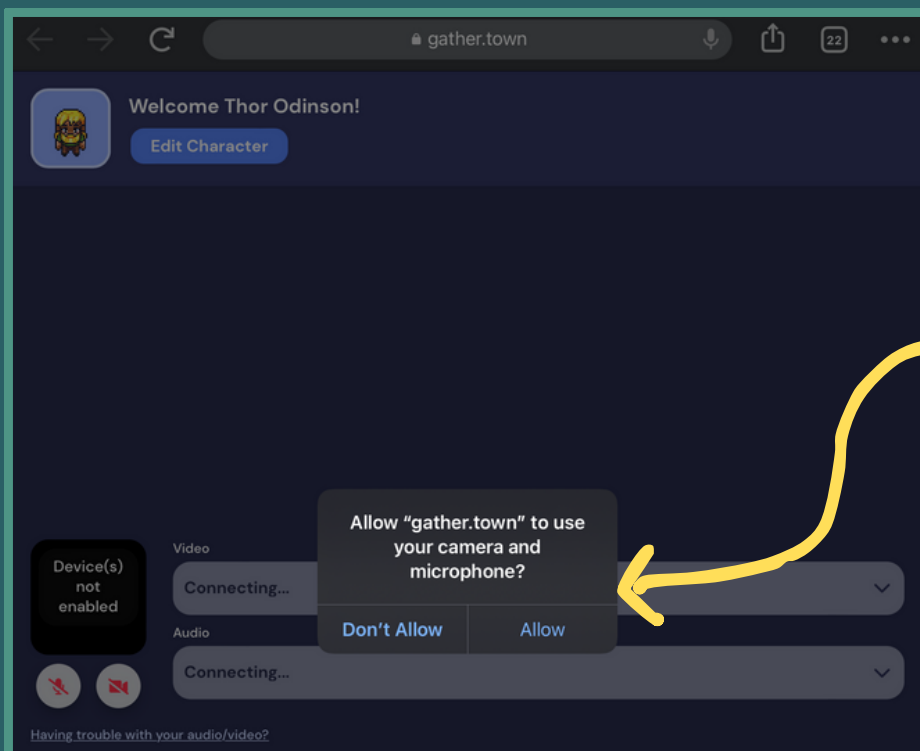 gather.town
22
Welcome Thor Odinson!
Edit Character
Allow “gather.town” to use
your camera and
microphone?
Don’t Allow
Allow
Device(s)
not
enabled
Video
Connecting...
Audio
Connecting...
Having trouble with your audio/video?